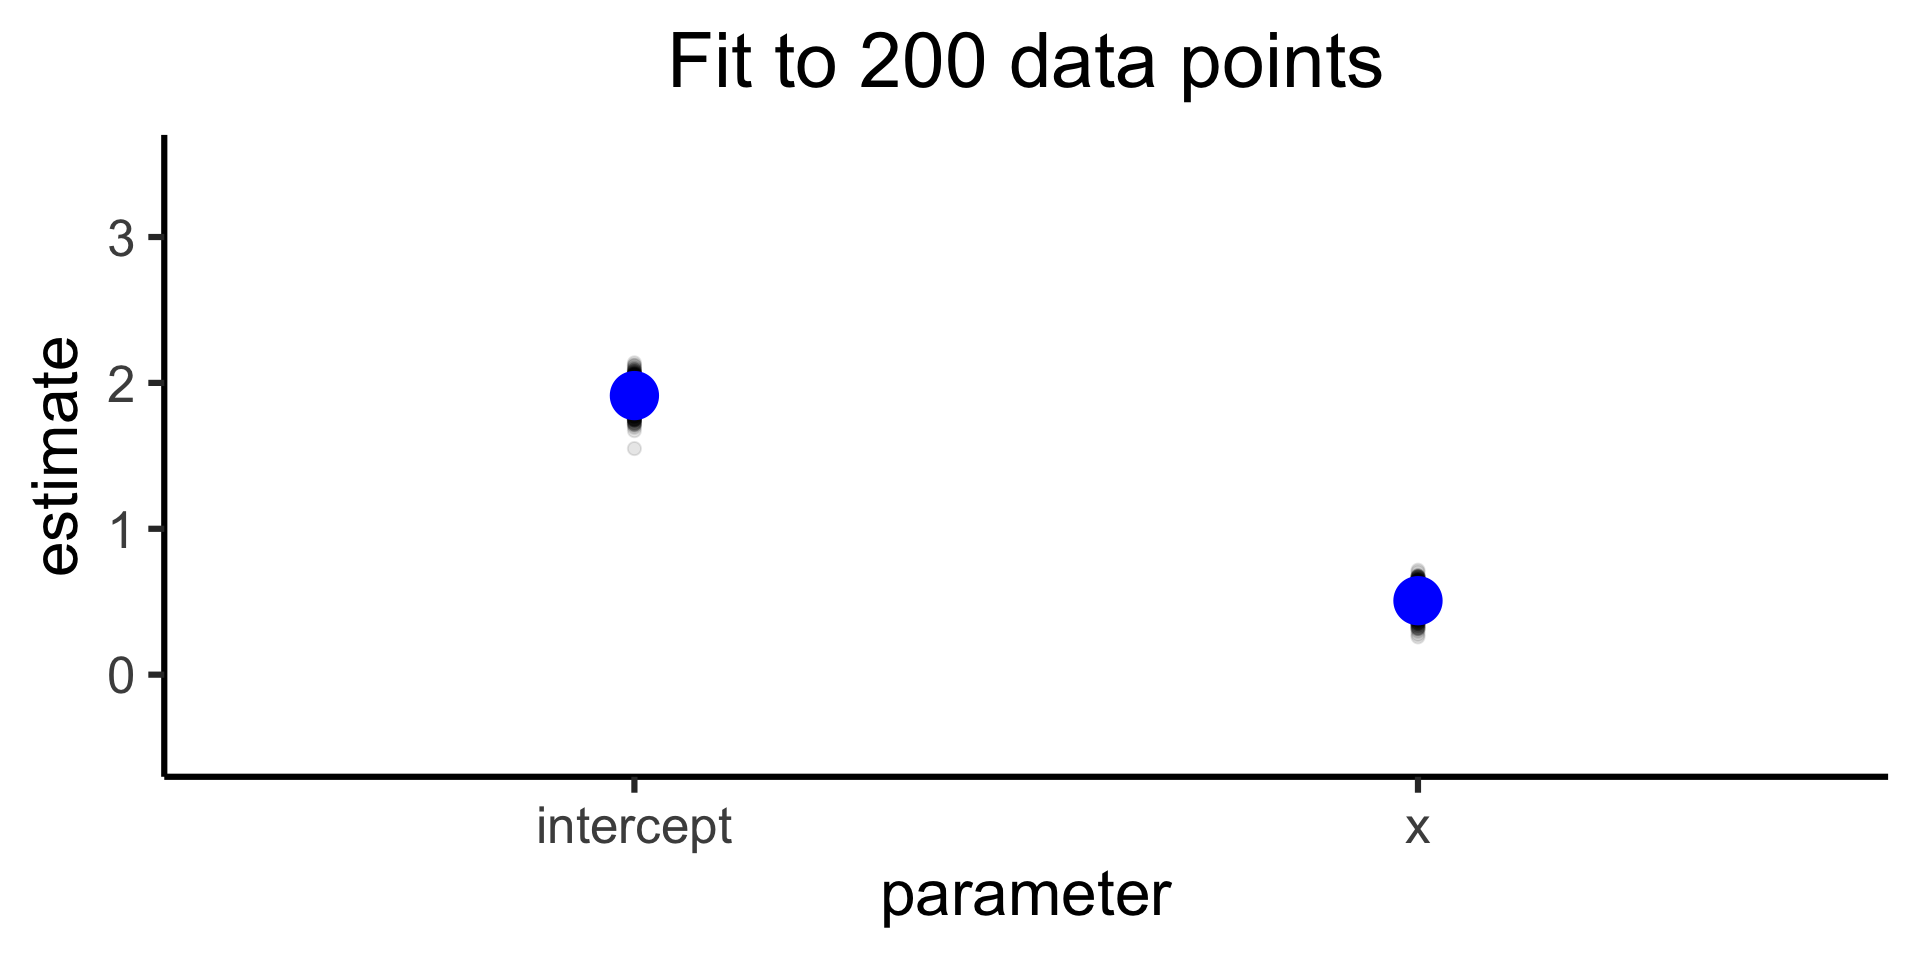 Fit to 200 data points
3
2
1
0
estimate
intercept
x
parameter